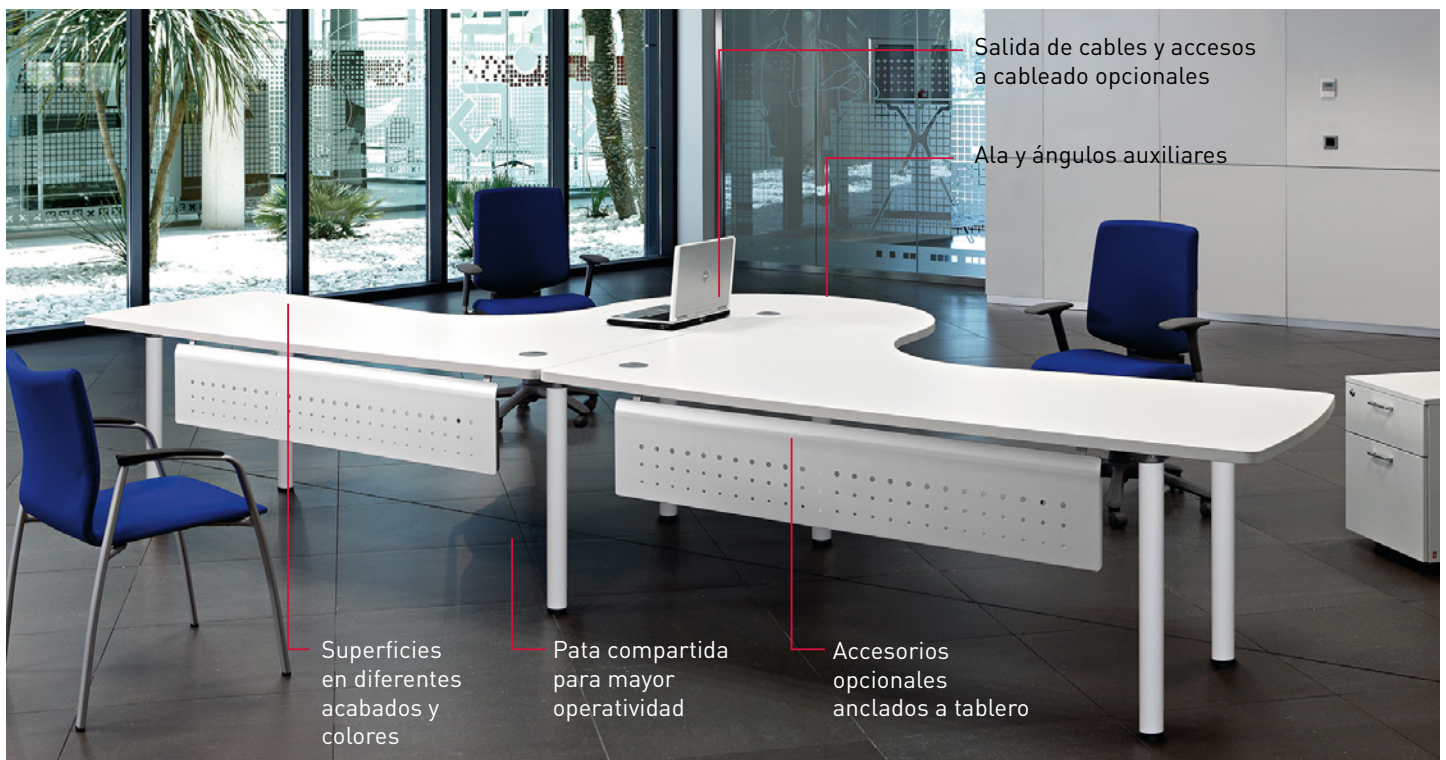 Salida de cables y accesos
a cableado opcionales
Ala y ángulos auxiliares
Superficies
en diferentes
acabados y
colores
Pata compartida
para mayor
operatividad
Accesorios
opcionales
anclados a tablero